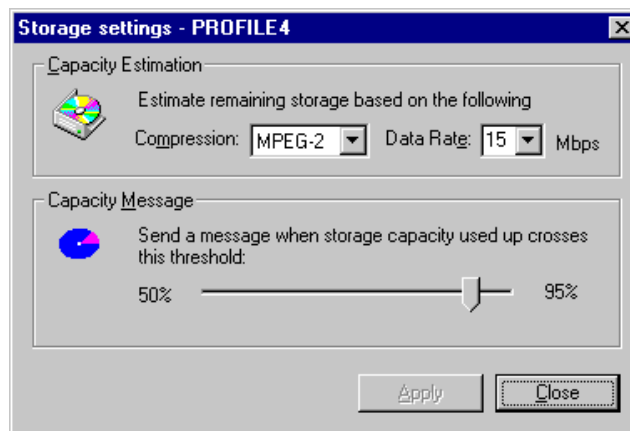 Storage settings - PROFILE4
Capacity Estimation
Estimate remaining storage based on the following
Compression: MPEG-2 Data Rate: 15 Mbps
Capacity Message
Send a message when storage capacity used up crosses
this threshold:
50% 95%
Apply Close